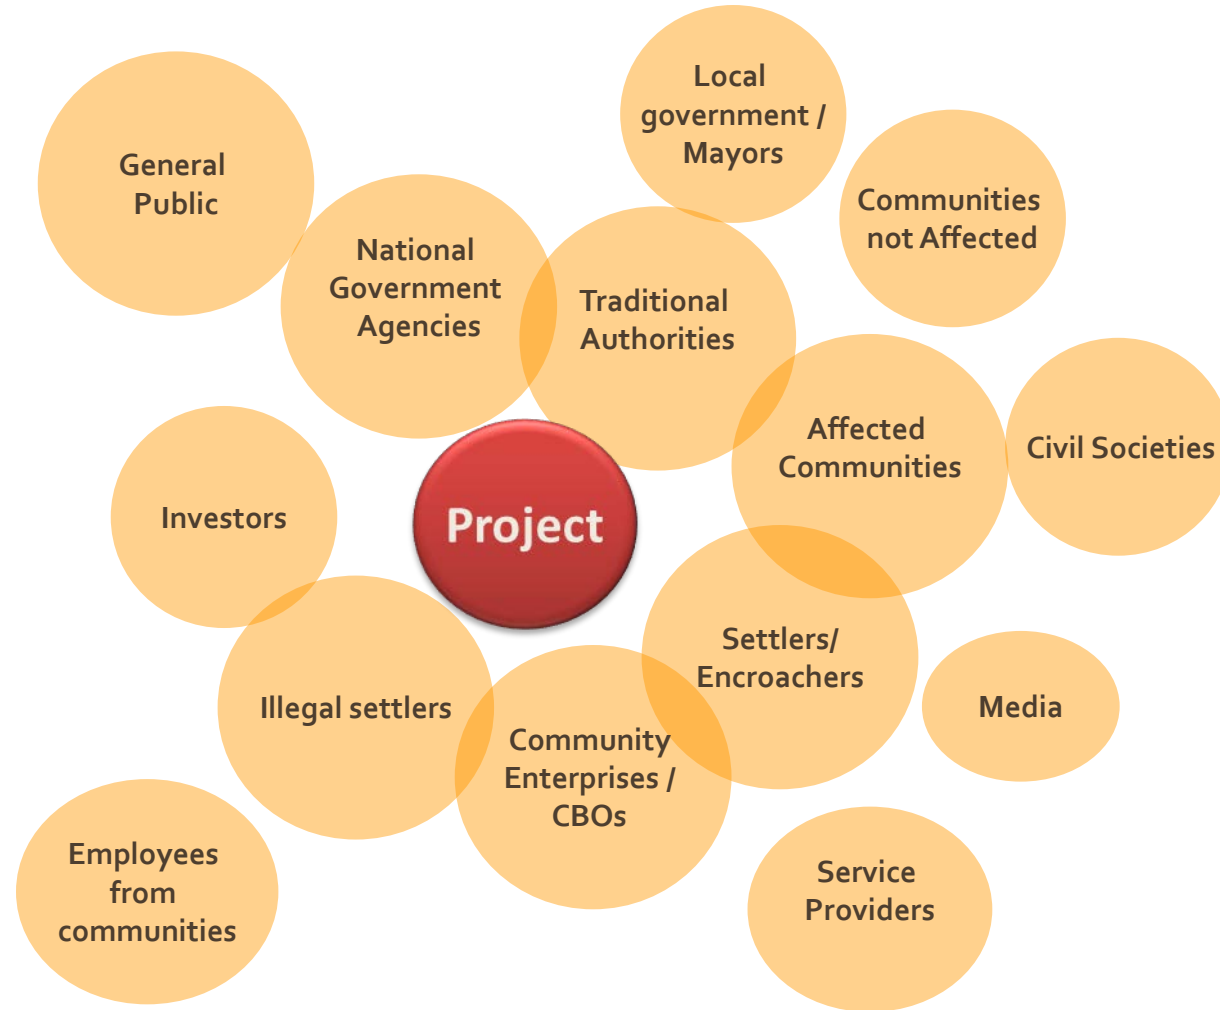 Local
government /
Mayors
General
Public
Communities
not Affected
National
Government
Agencies
Traditional
Authorities
Affected
Communities
Civil Societies
Investors
Project
Settlers/
Encroachers
Illegal settlers
Media
Community
Enterprises /
CBOs
Employees
from
communities
Service
Providers